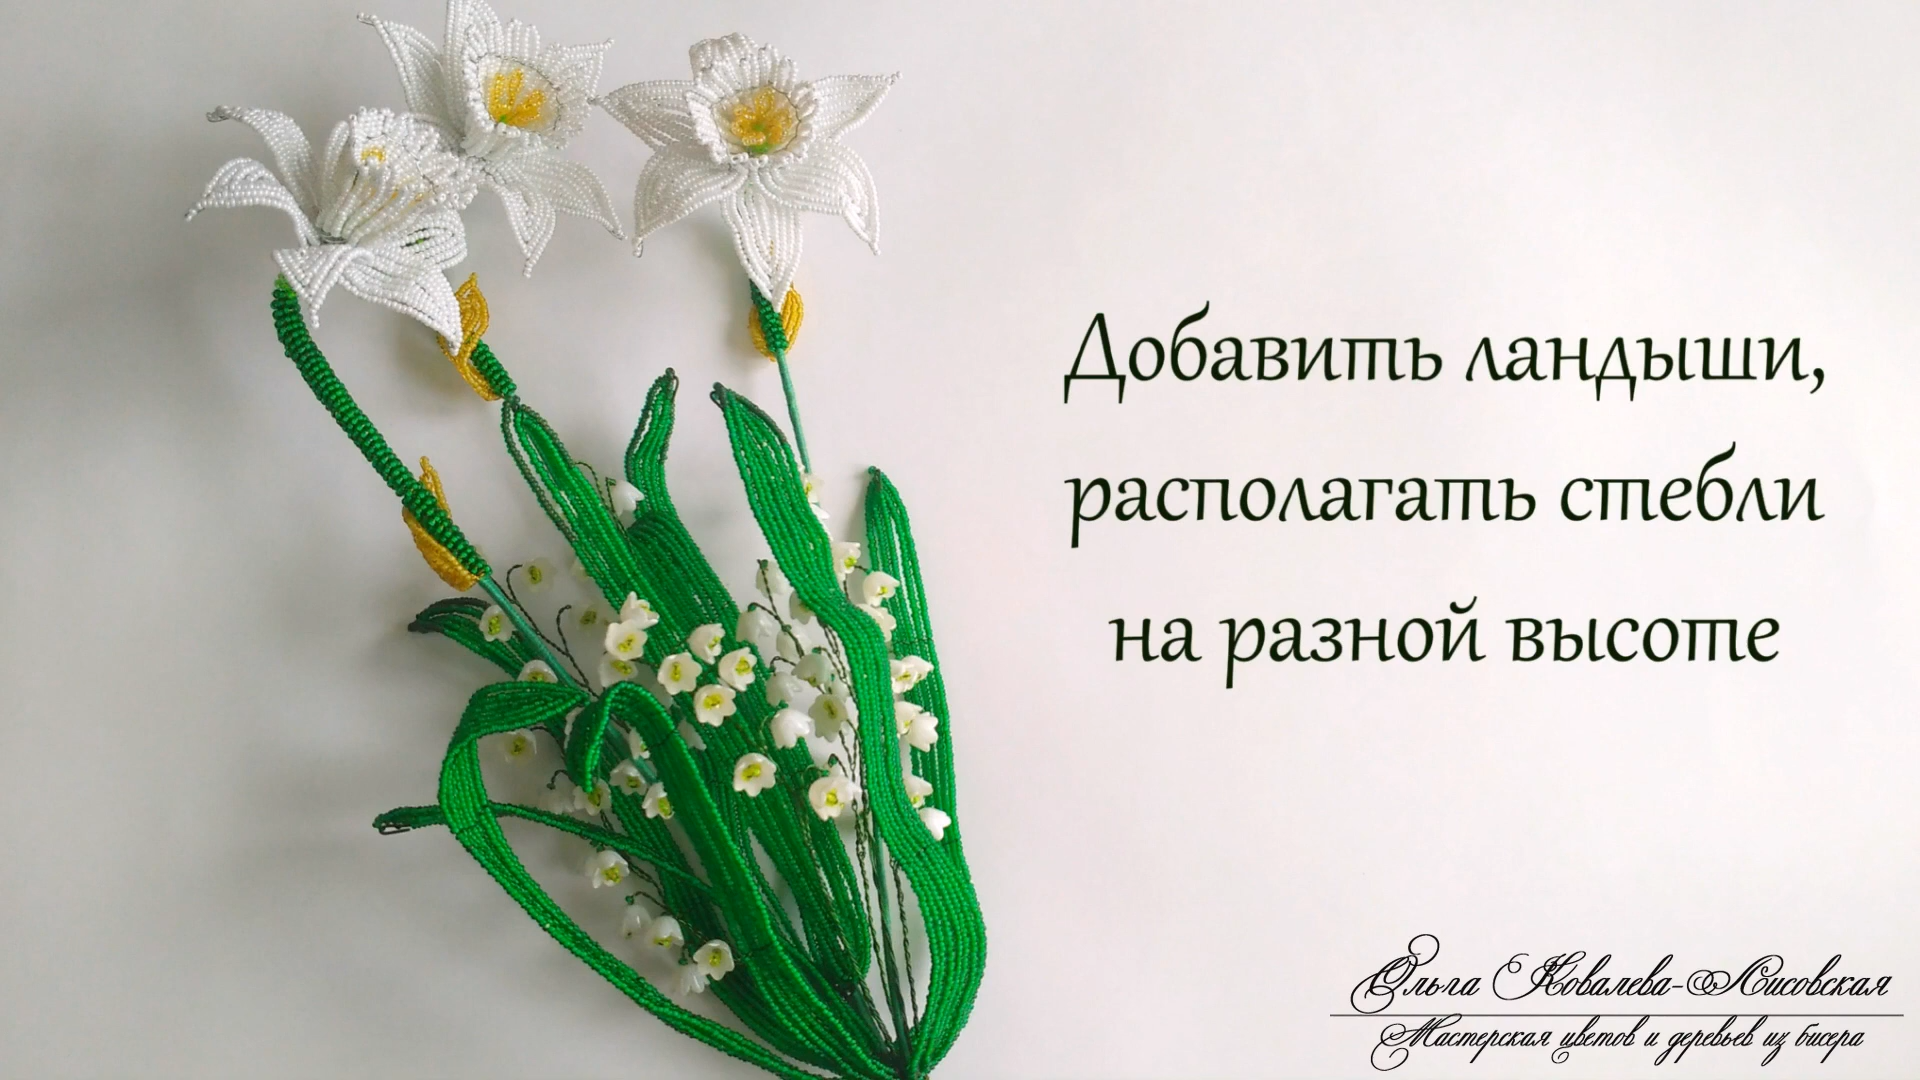 Добавить ландыши,
располагать стебли
на разной высоте
Ольга Ковалева-Лисовская
Мастерская цветов и деревьев из бисера